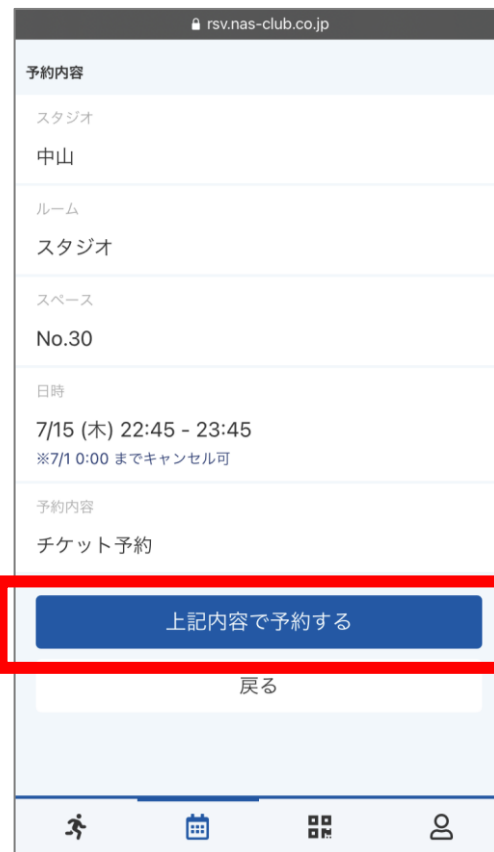 rsv.nas-club.co.jp
予約内容
スタジオ
中山
ルーム
スタジオ
スペース
No.30
日時
7/15 (木) 22:45 - 23:45
※7/1 0:00 までキャンセル可
予約内容
チケット予約
上記内容で予約する
戻る